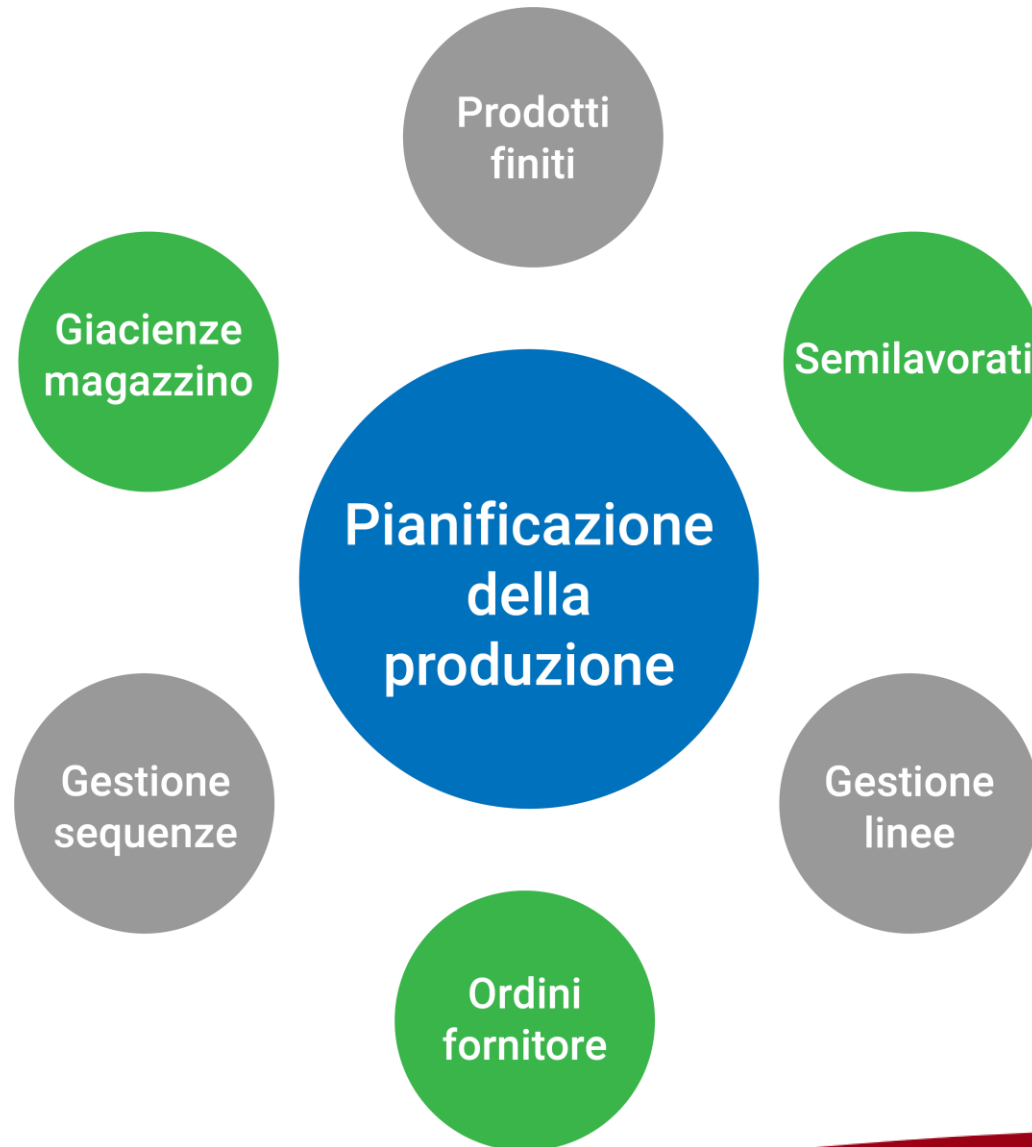 Prodotti
finiti
Giacienze
magazzino
Semilavorati
Pianificazione
della
produzione
Gestione
sequenze
Gestione
linee
Ordini
fornitore